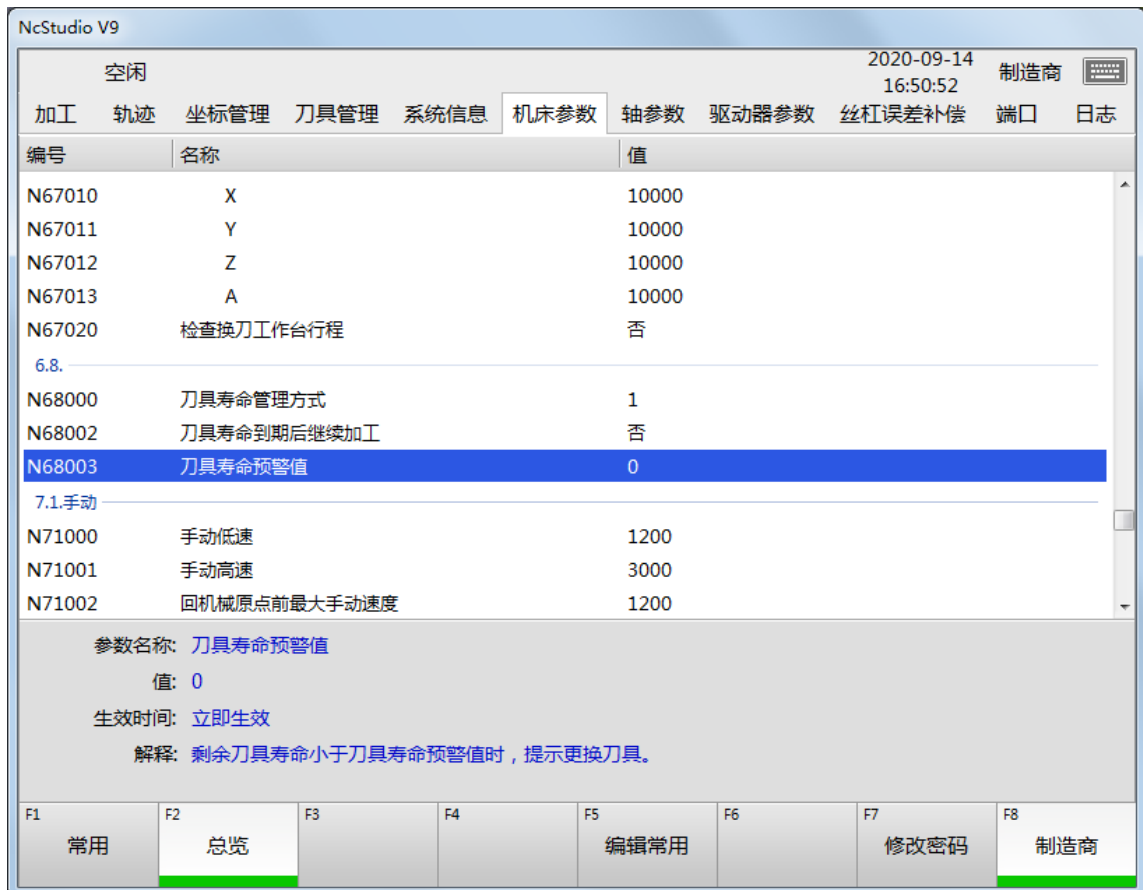 NcStudio V9
空闲 2020-09-14 16:50:52 制造商
加工 轨迹 坐标管理 刀具管理 系统信息 机床参数 轴参数 驱动器参数 丝杠误差补偿 端口 日志
编号 名称 值
N67010 X 10000
N67011 Y 10000
N67012 Z 10000
N67013 A 10000
N67020 检查换刀工作台行程 否
6.8.
N68000 刀具寿命管理方式 1
N68002 刀具寿命到期后继续加工 否
N68003 刀具寿命预警值 0
7.1.手动
N71000 手动低速 1200
N71001 手动高速 3000
N71002 回机械原点前最大手动速度 1200
参数名称: 刀具寿命预警值
值: 0
生效时间: 立即生效
解释: 剩余刀具寿命小于刀具寿命预警值时，提示更换刀具。
F1 F2 F3 F4 F5 F6 F7 F8
常用 总览 编辑常用 修改密码 制造商